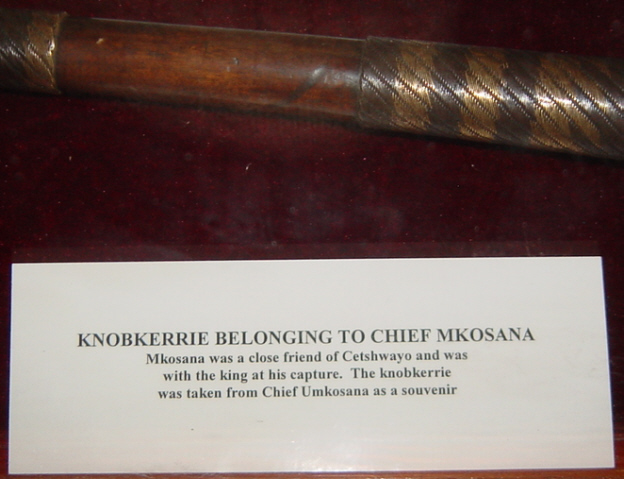 KNOBKERRIE BELONGING TO CHIEF MKOSANA
Mkosana was a close friend of Cetshwayo and was
with the king at his capture. The knobkerrie
was taken from Chief Umkosana as a souvenir